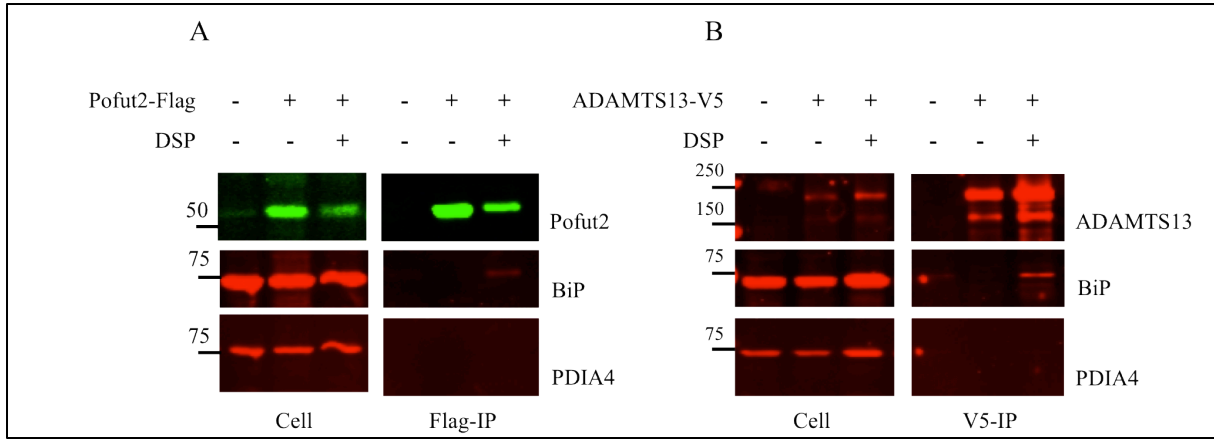 A B
Pofut2-Flag - + + - + + ADAMTS13-V5 - + + - + +
DSP - - + - - + DSP - - + - - +
50 Pofut2 250 150 ADAMTS13
75 BiP 75 BiP
75 PDIA4 75 PDIA4
Cell Flag-IP Cell V5-IP